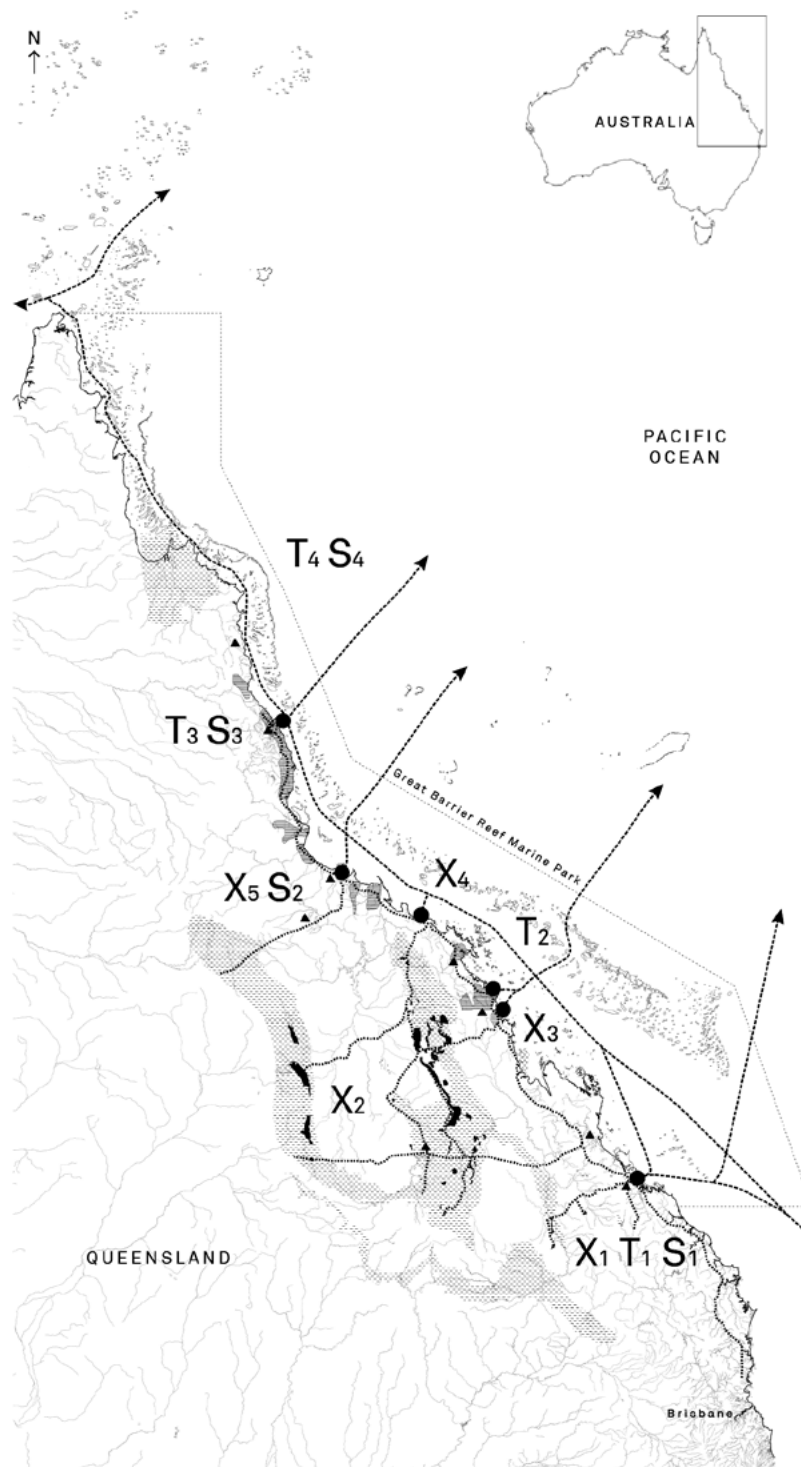 N
AUSTRALIA
PACIFIC
OCEAN
T4 S4
T3 S3
Great Barrier Reef Marine Park
X5 S2
X4
T2
X3
X2
QUEENSLAND
X1 T1 S1
Brisbane